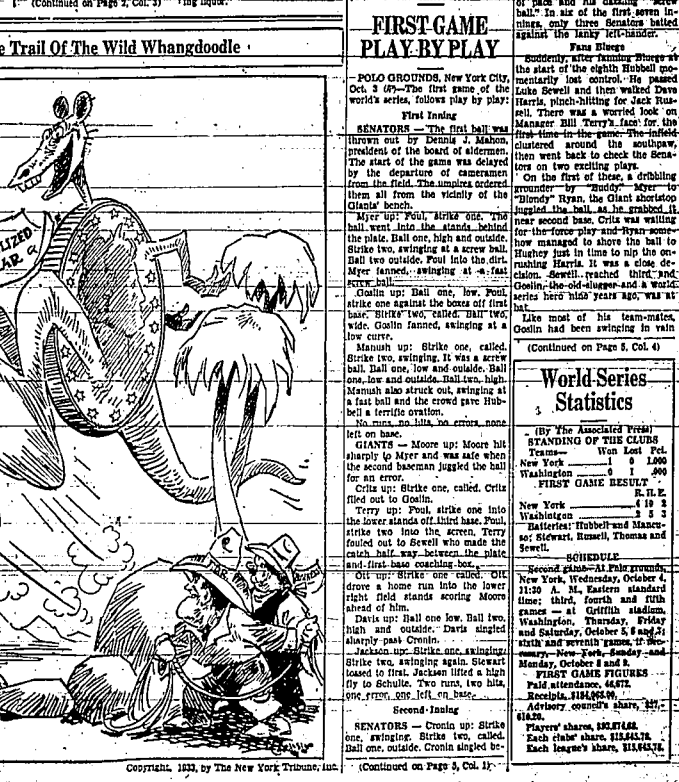 (Continued on Page 2, Col. 3)
ing liquor.
e Trail Of The Wild Whangdoodle
LIZED
AR
C
Copyright, 1933, by The New York Tribune, Inc.
FIRST GAME
PLAY BY PLAY
POLO GROUNDS, New York City,
Oct. 3 (AP)—The first game of the
world's series, follows play by play:
First Inning
SENATORS — The first ball was
thrown out by Dennis J. Mahon,
president of the board of aldermen.
The start of the game was delayed
by the departure of cameramen
from the field. The umpires ordered
them all from the vicinity of the
Giants' bench.
Myer up: Foul, strike one. The
ball went into the stands behind
the plate. Ball one, high and outside.
Strike two, swinging at a screw ball.
Ball two outside. Foul into the dirt.
Myer fanned, swinging at a fast
screw ball.
Goslin up: Ball one, low. Foul,
strike one against the boxes off first
base. Strike two, called. Ball two,
wide. Goslin fanned, swinging at a
low curve.
Manush up: Strike one, called.
Strike two, swinging. It was a screw
ball. Ball one, low and outside. Ball
one, low and outside. Ball two, high.
Manush also struck out, swinging at
a fast ball and the crowd gave Hub-
bell a terrific ovation.
No runs, no hits, no errors, none
left on base.
GIANTS — Moore up: Moore hit
sharply to Myer and was safe when
the second baseman juggled the ball
for an error.
Critz up: Strike one, called. Critz
flied out to Goslin.
Terry up: Foul, strike one into
the lower stands off third base. Foul,
strike two into the screen. Terry
fouled out to Sewell who made the
catch half way between the plate
and first base coaching box.
Ott up: Strike one called. Ott
drove a home run into the lower
right field stands scoring Moore
ahead of him.
Davis up: Ball one low. Ball two,
high and outside. Davis singled
sharply past Cronin.
Jackson up: Strike one, swinging;
Strike two, swinging again. Stewart
tossed to first. Jackson lifted a high
fly to Schulte. Two runs, two hits,
one error, one left on base.
Second Inning
SENATORS — Cronin up: Strike
one, swinging. Strike two, called.
Ball one, outside. Cronin singled be-
(Continued on Page 5, Col. 1)
of pace and his dazzling "screw
ball." In six of the first seven in-
nings, only three Senators batted
against the lanky left-hander.
Fans Bluege
Suddenly, after fanning Bluege at
the start of the eighth Hubbell mo-
mentarily lost control. He passed
Luke Sewell and then walked Dave
Harris, pinch-hitting for Jack Rus-
sell. There was a worried look on
Manager Bill Terry's face for the
first time in the game. The infield
clustered around the southpaw,
then went back to check the Sena-
tors on two exciting plays.
On the first of these, a dribbling
grounder by "Buddy" Myer to
"Blondy" Ryan, the Giant shortstop
juggled the ball as he grabbed it
near second base. Critz was waiting
for the force play and Ryan some-
how managed to shove the ball to
Hughey just in time to nip the on-
rushing Harris. It was a close de-
cision. Sewell reached third and
Goslin, the old slugger and a world
series hero nine years ago, was at
bat.
Like most of his team-mates,
Goslin had been swinging in vain
(Continued on Page 5, Col. 4)
World Series
Statistics
(By The Associated Press)
STANDING OF THE CLUBS
Teams— Won Lost Pct.
New York 1 0 1.000
Washington 0 1 .000
FIRST GAME RESULT
R. H. E.
New York 4 10 2
Washington 2 5 3
Batteries: Hubbell and Mancu-
so; Stewart, Russell, Thomas and
Sewell.
SCHEDULE
Second game—At Polo grounds,
New York, Wednesday, October 4,
11:30 A. M., Eastern standard
time; third, fourth and fifth
games — at Griffith stadium,
Washington, Thursday, Friday
and Saturday, October 5, 6 and 7;
sixth and seventh games, if nec-
essary, New York, Sunday and
Monday, October 8 and 9.
FIRST GAME FIGURES
Paid attendance, 46,672.
Receipts,
Advisory council's share,
Players' shares,
Each clubs' share,
Each league's share,